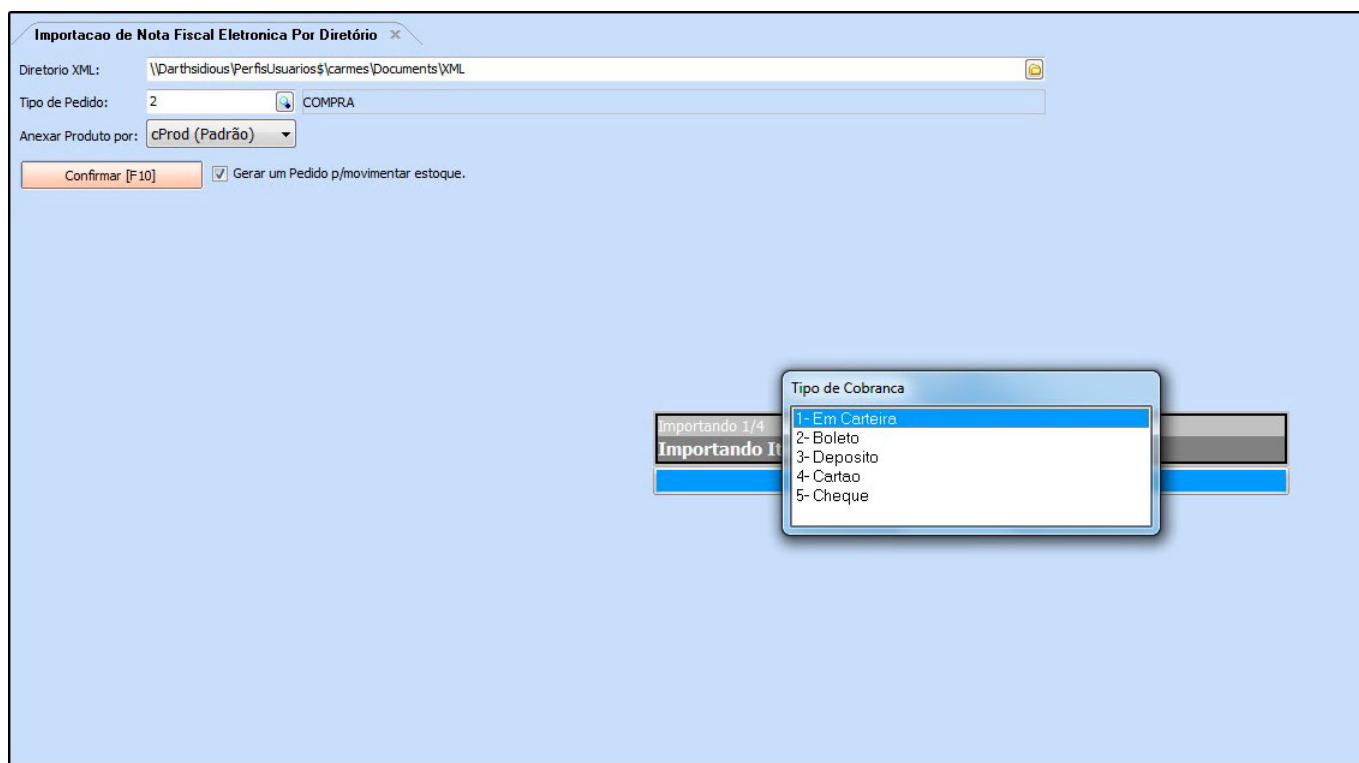 Importacao de Nota Fiscal Eletronica Por Diretório
Diretorio XML: \\Darthsidious\PerfisUsuarios$\carmes\Documents\XML
Tipo de Pedido: 2 COMPRA
Anexar Produto por: cProd (Padrão)
Confirmar [F10] Gerar um Pedido p/movimentar estoque.
Tipo de Cobranca
1- Em Carteira
Importando 1/4
2- Boleto
Importando
3- Deposito
4- Cartao
5- Cheque